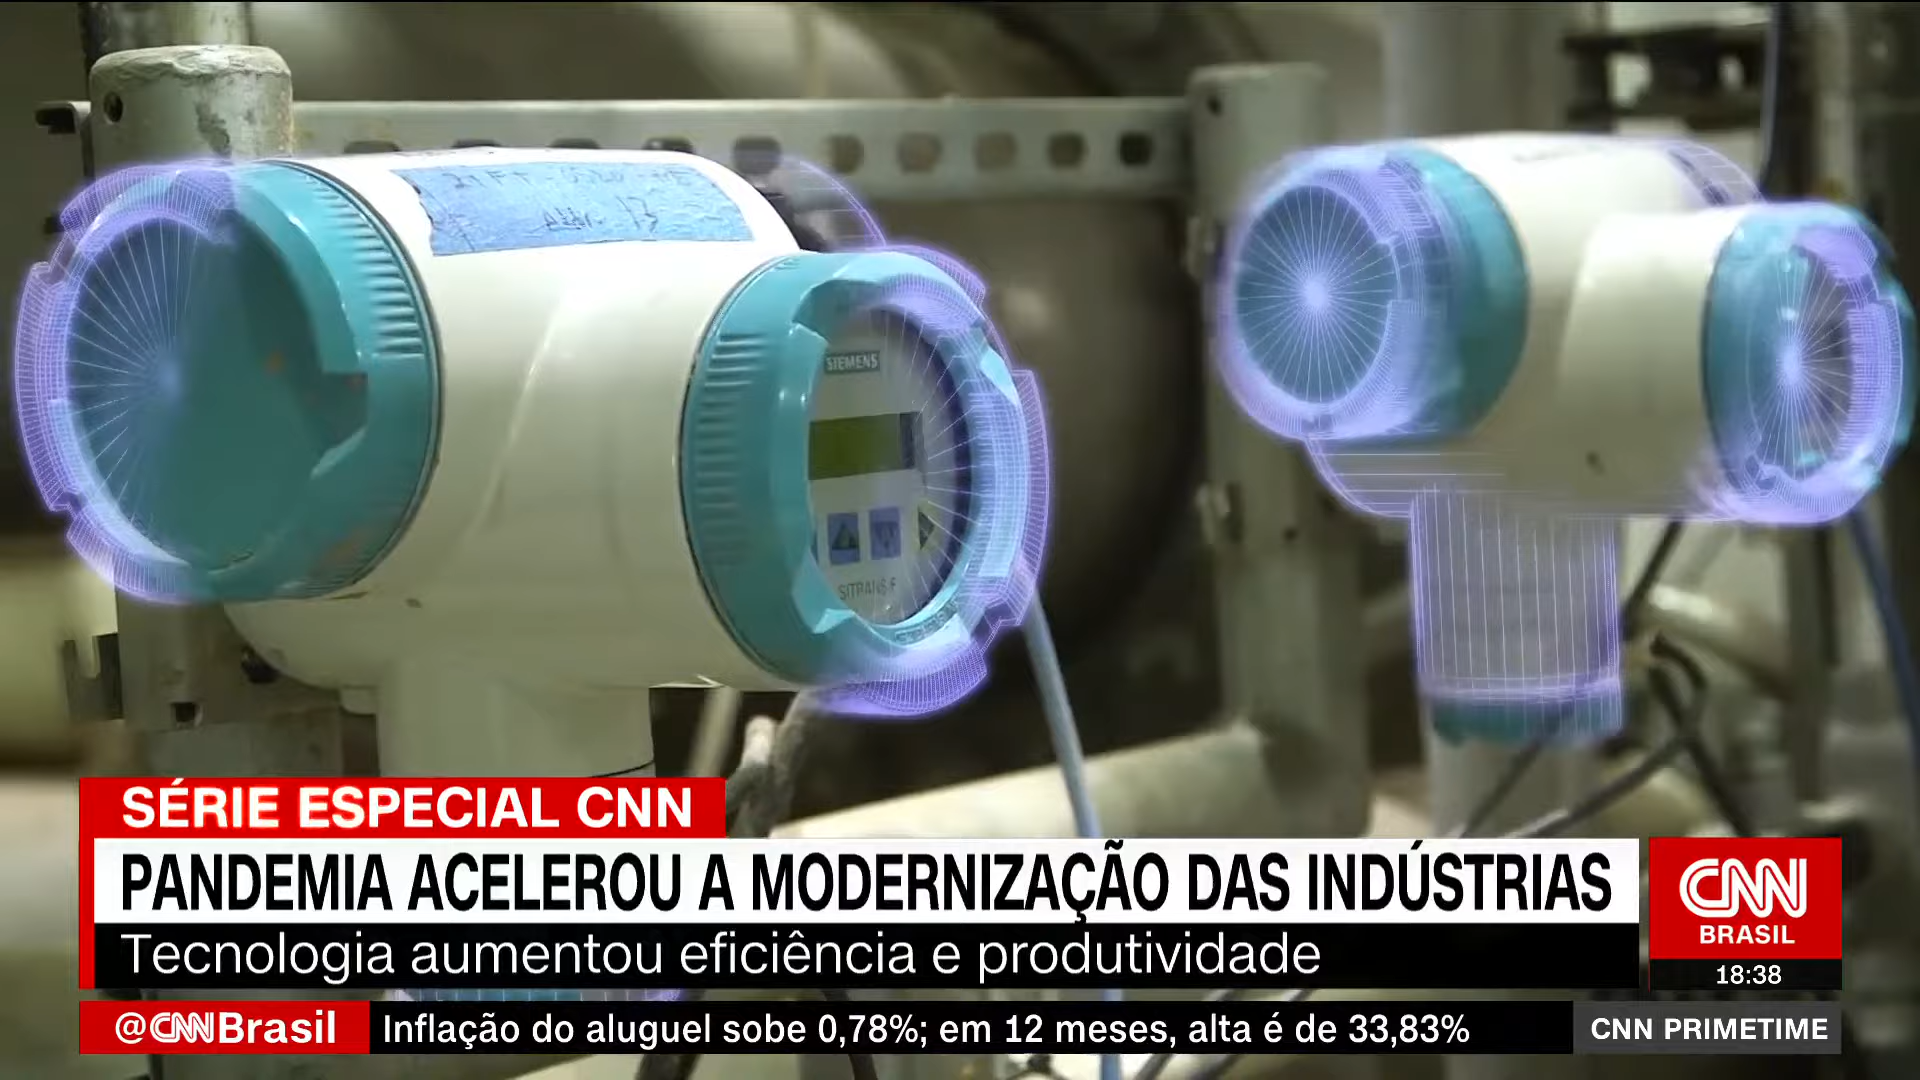 SIEMENS
SITRANS F
SÉRIE ESPECIAL CNN
PANDEMIA ACELEROU A MODERNIZAÇÃO DAS INDÚSTRIAS
Tecnologia aumentou eficiência e produtividade
CNN
BRASIL
18:38
@CNNBrasil
Inflação do aluguel sobe 0,78%; em 12 meses, alta é de 33,83%
CNN PRIMETIME